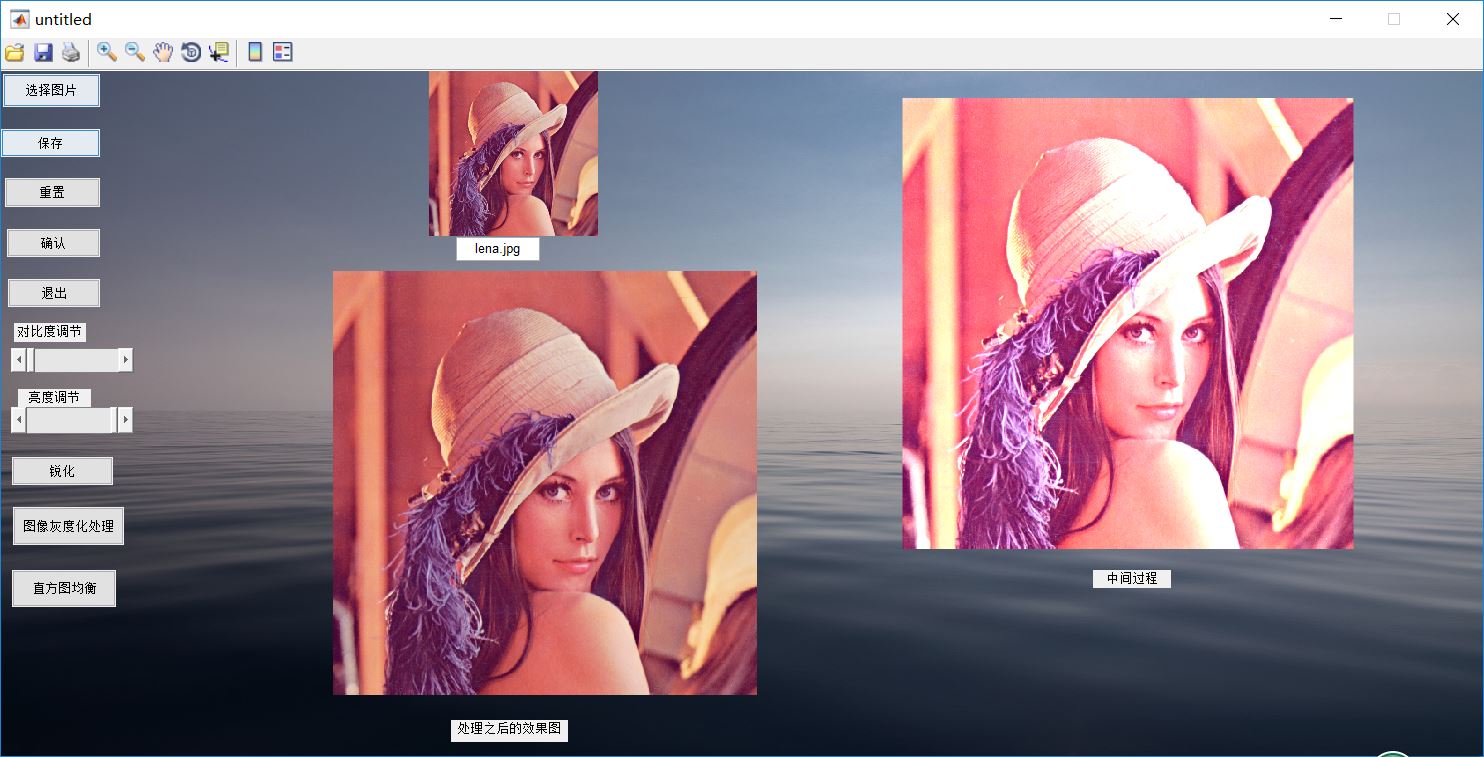 untitled
选择图片
保存
重置
确认
退出
对比度调节
亮度调节
锐化
图像灰度化处理
直方图均衡
lena.jpg
处理之后的效果图
中间过程